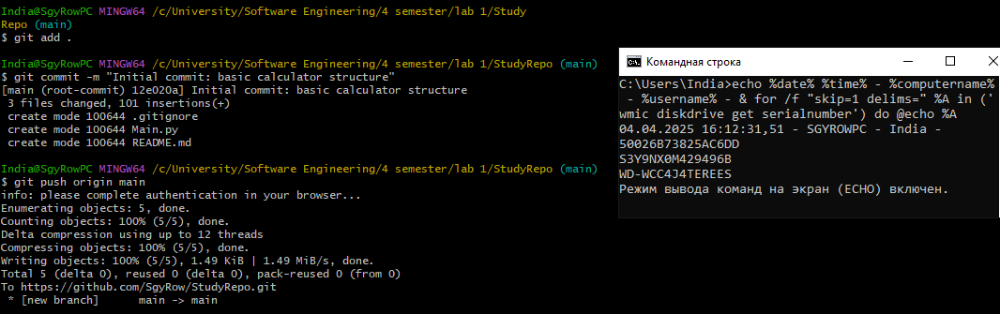 India@SgyRowPC MINGW64 /c/University/Software Engineering/4 semester/lab 1/Study
Repo (main)
$ git add .
India@SgyRowPC MINGW64 /c/University/Software Engineering/4 semester/lab 1/StudyRepo (main)
$ git commit -m "Initial commit: basic calculator structure"
[main (root-commit) 12e020a] Initial commit: basic calculator structure
 3 files changed, 101 insertions(+)
 create mode 100644 .gitignore
 create mode 100644 Main.py
 create mode 100644 README.md
India@SgyRowPC MINGW64 /c/University/Software Engineering/4 semester/lab 1/StudyRepo (main)
$ git push origin main
info: please complete authentication in your browser...
Enumerating objects: 5, done.
Counting objects: 100% (5/5), done.
Delta compression using up to 12 threads
Compressing objects: 100% (5/5), done.
Writing objects: 100% (5/5), 1.49 KiB | 1.49 MiB/s, done.
Total 5 (delta 0), reused 0 (delta 0), pack-reused 0 (from 0)
To https://github.com/SgyRow/StudyRepo.git
 * [new branch]      main -> main
Командная строка
C:\Users\India>echo %date% %time% - %computername%
 - %username% - & for /f "skip=1 delims=" %A in ('
wmic diskdrive get serialnumber') do @echo %A
04.04.2025 16:12:31,51 - SGYROWPC - India -
50026B73825AC6DD
S3Y9NX0M429496B
WD-WCC4J4TEREES
Режим вывода команд на экран (ECHO) включен.